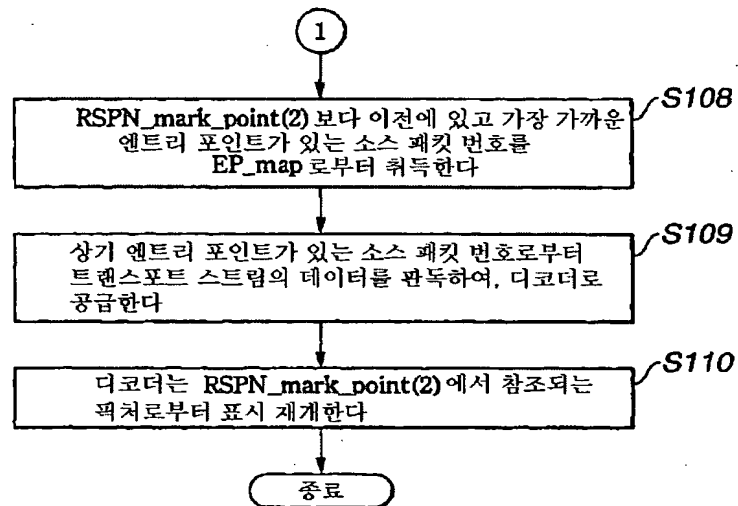 1
S108
RSPN_mark_point(2) 보다 이전에 있고 가장 가까운
엔트리 포인트가 있는 소스 패킷 번호를
EP_map 로부터 취득한다
S109
상기 엔트리 포인트가 있는 소스 패킷 번호로부터
트랜스포트 스트림의 데이터를 판독하여, 디코더로
공급한다
S110
디코더는 RSPN_mark_point(2) 에서 참조되는
픽처로부터 표시 재개한다
종료